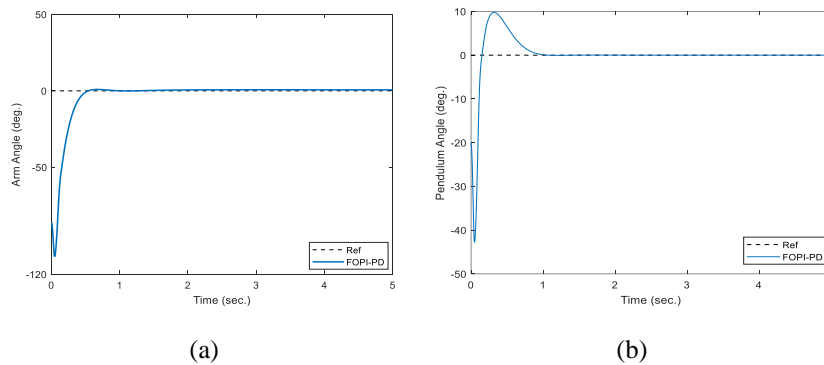 50
0
-50
-120
Arm Angle (deg.)
0
1
2
3
4
5
Time (sec.)
Ref
FOPI-PD
(a)
10
0
-10
-20
-30
-40
-50
Pendulum Angle (deg.)
0
1
2
3
4
Time (sec.)
Ref
FOPI-PD
(b)